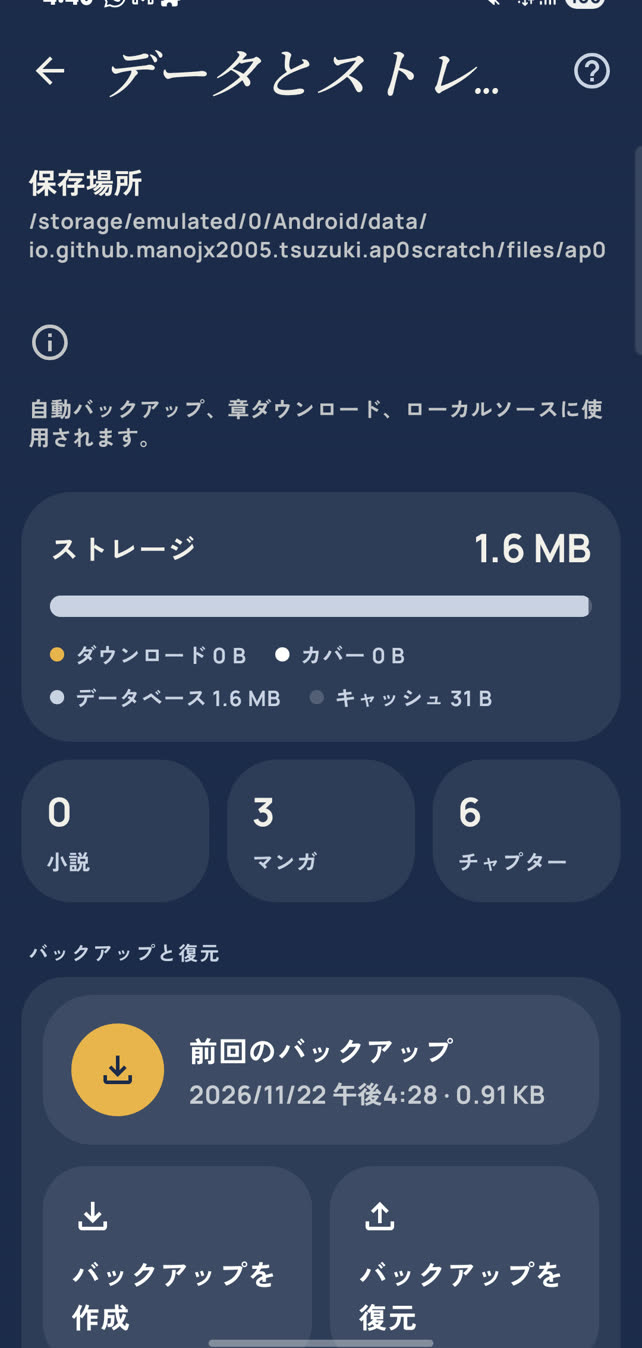 データとストレ…
保存場所
/storage/emulated/0/Android/data/
io.github.manojx2005.tsuzuki.ap0scratch/files/ap0
自動バックアップ、章ダウンロード、ローカルソースに使
用されます。
ストレージ 1.6 MB
ダウンロード 0 B カバー 0 B
データベース 1.6 MB キャッシュ 31 B
0 3 6
小説 マンガ チャプター
バックアップと復元
前回のバックアップ
2026/11/22 午後4:28 · 0.91 KB
バックアップを
作成
バックアップを
復元